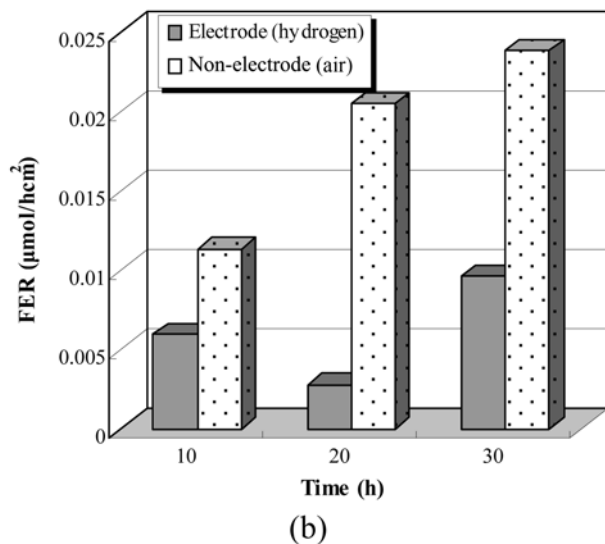 0.025
0.02
0.015
0.01
0.005
0
FER (μmol/hcm²)
Electrode (hydrogen)
Non-electrode (air)
10 20 30
Time (h)
(b)